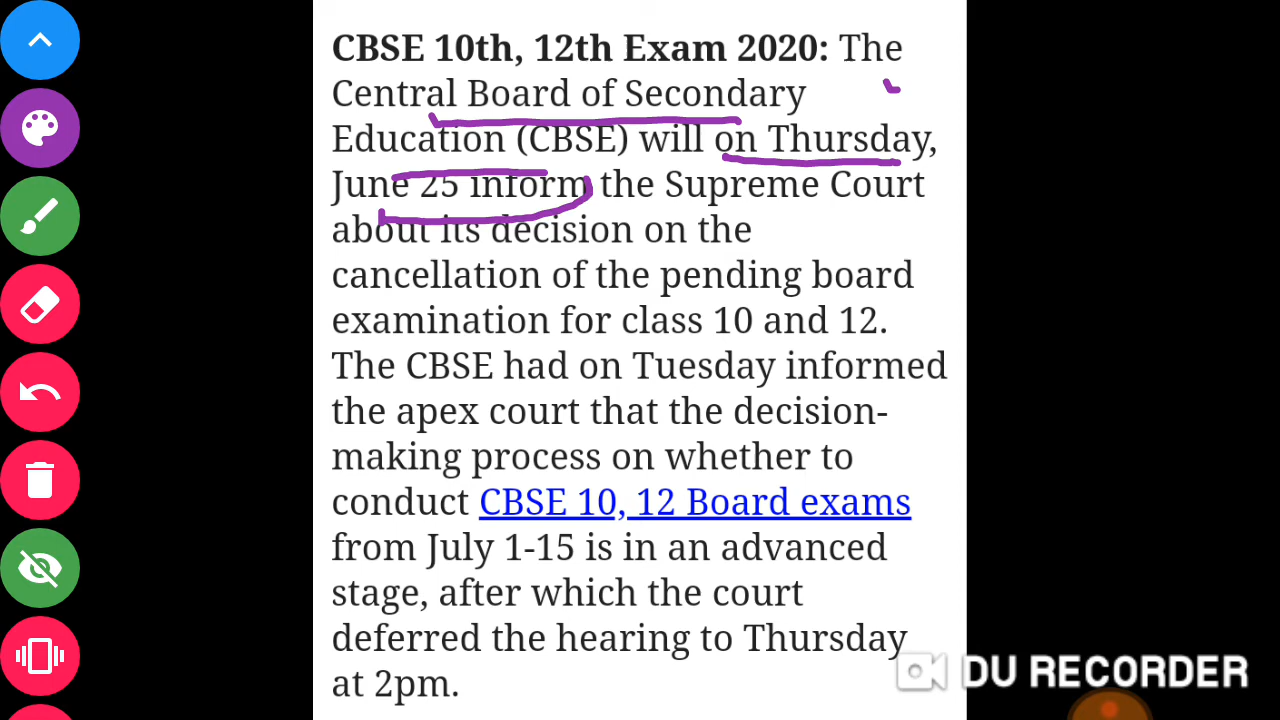 CBSE 10th, 12th Exam 2020: The
Central Board of Secondary
Education (CBSE) will on Thursday,
June 25 inform the Supreme Court
about its decision on the
cancellation of the pending board
examination for class 10 and 12.
The CBSE had on Tuesday informed
the apex court that the decision-
making process on whether to
conduct CBSE 10, 12 Board exams
from July 1-15 is in an advanced
stage, after which the court
deferred the hearing to Thursday
at 2pm.
DU RECORDER